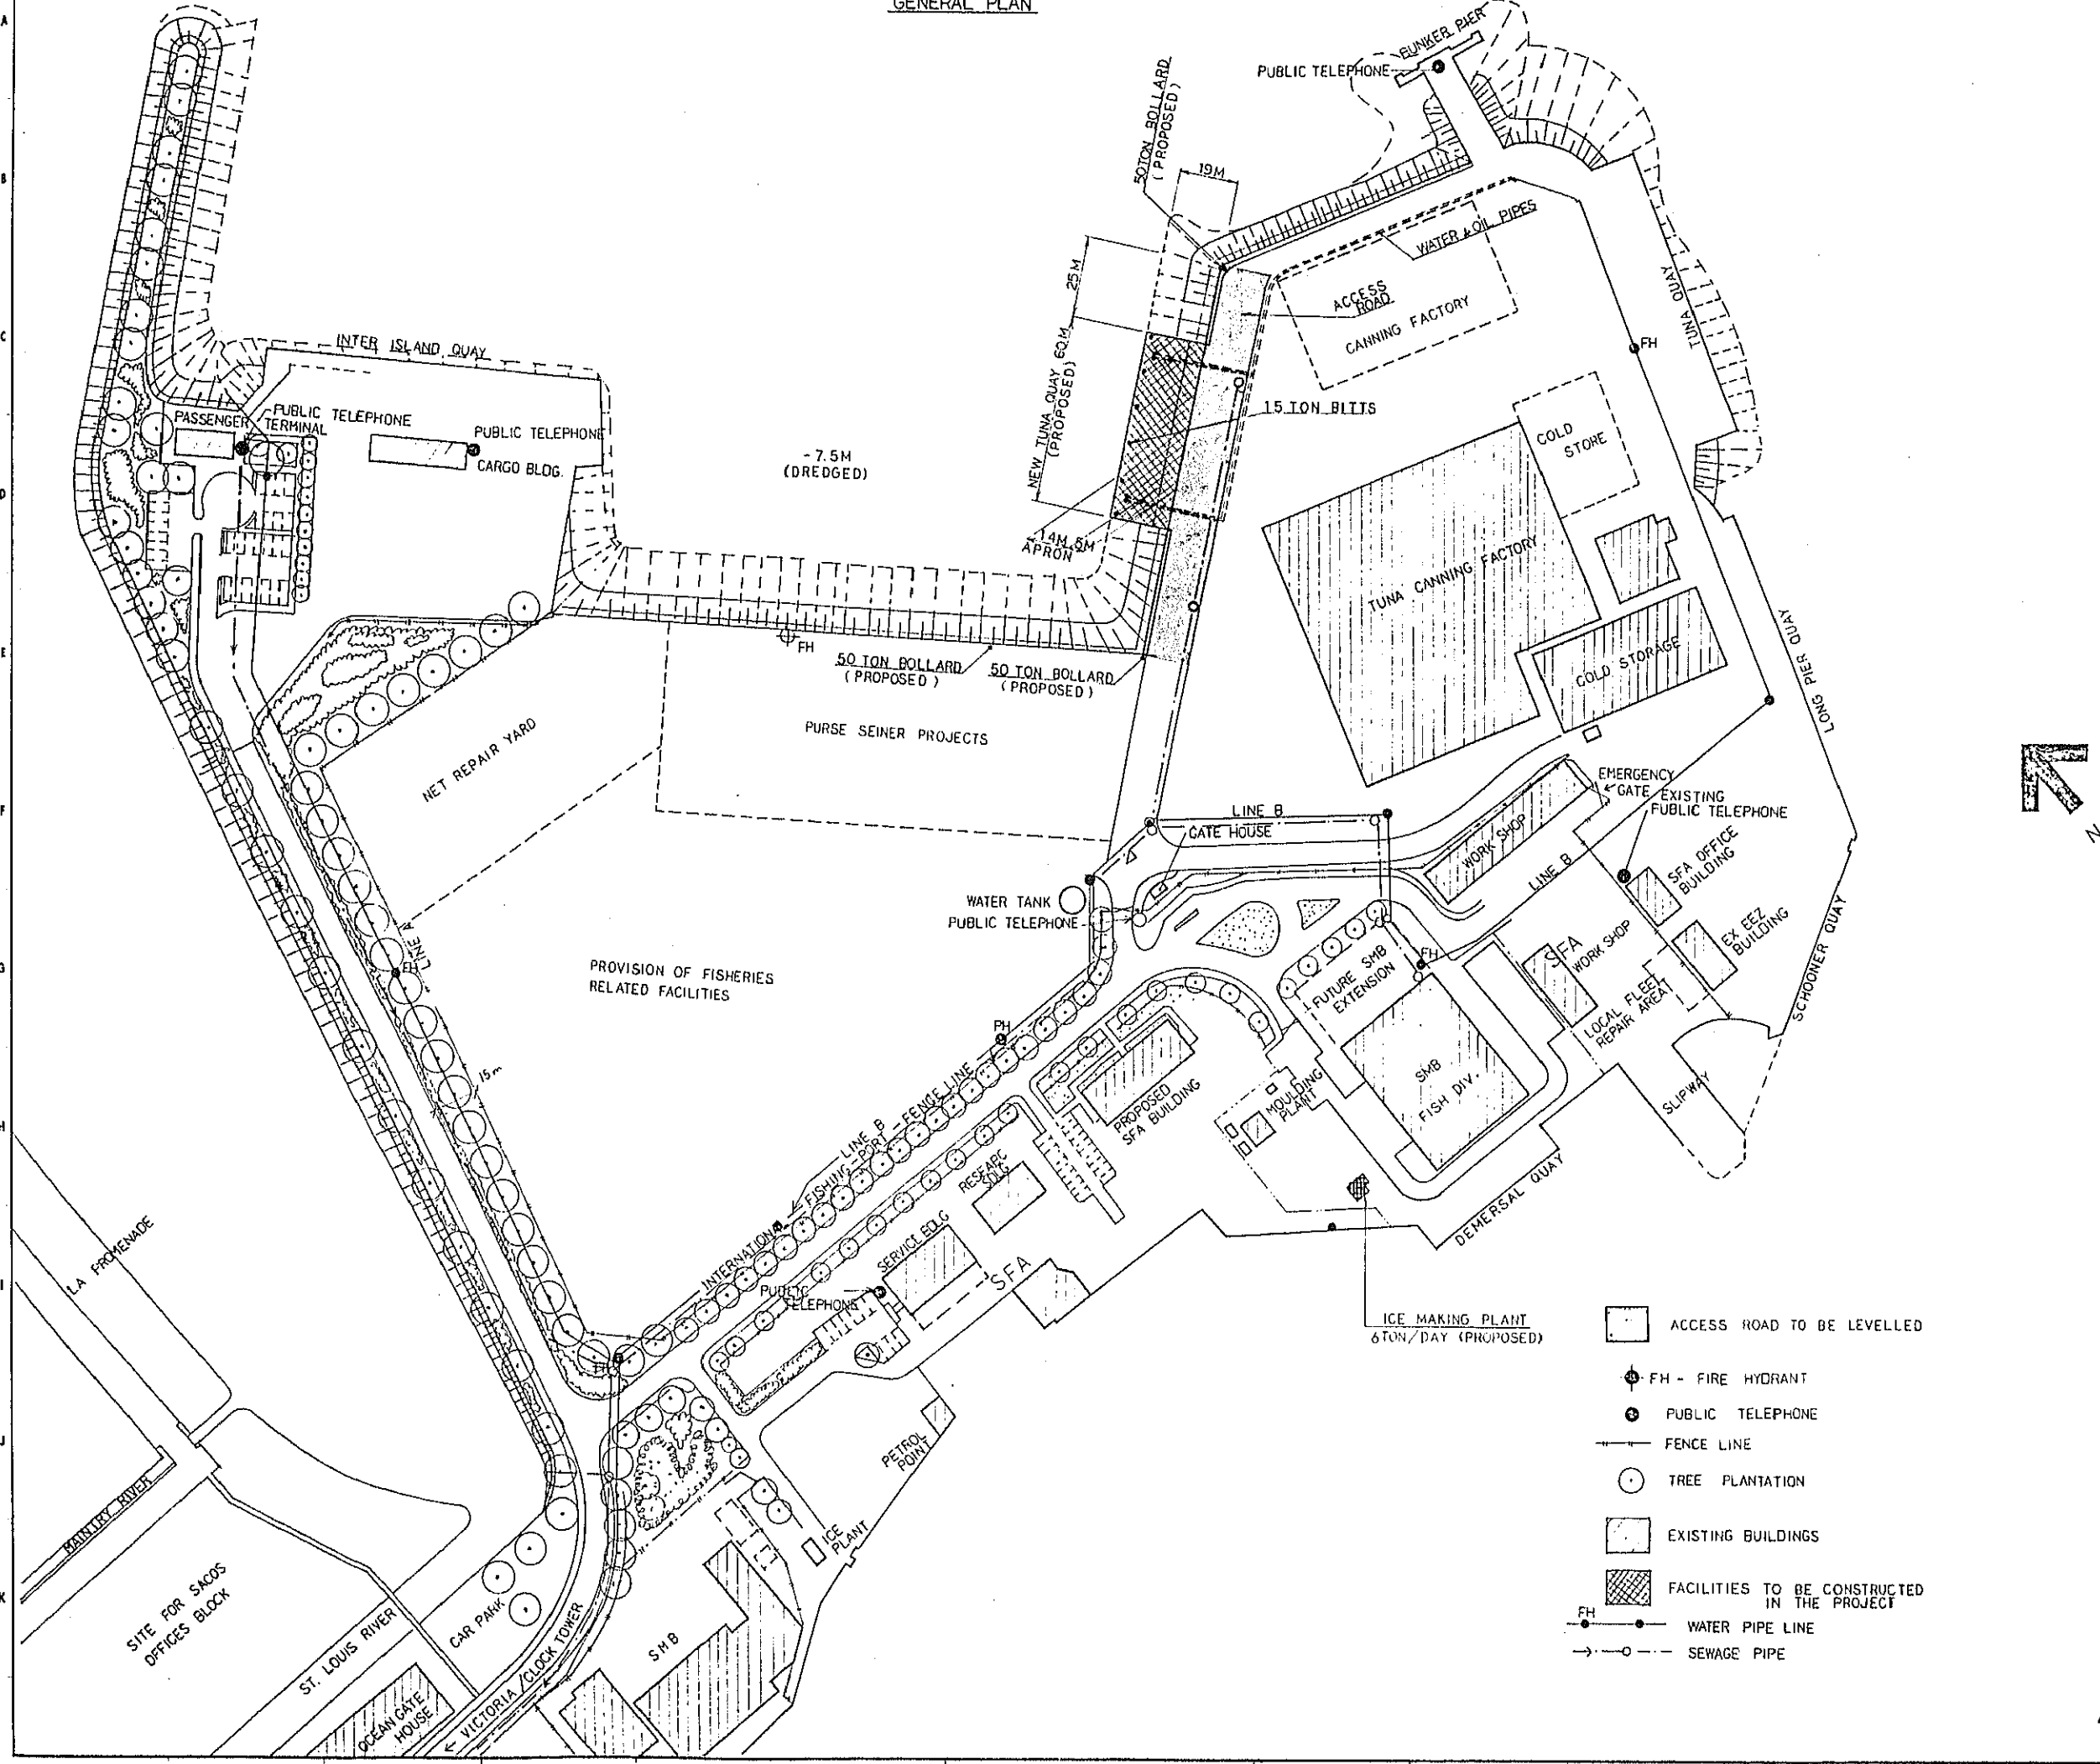 GENERAL PLAN
A
B
C
D
E
F
G
H
I
J
K
BUNKER PIER
PUBLIC TELEPHONE
50TON BOLLARD
(PROPOSED)
19M
25M
WATER & OIL PIPES
ACCESS
ROAD
CANNING FACTORY
TUNA QUAY
FH
INTER ISLAND QUAY
NEW TUNA QUAY 60M
(PROPOSED)
15 TON BITTS
COLD
STORE
PASSENGER
TERMINAL
PUBLIC TELEPHONE
PUBLIC TELEPHONE
CARGO BLDG.
-7.5M
(DREDGED)
14M 5M
APRON
TUNA CANNING FACTORY
COLD STORAGE
LONG PIER QUAY
FH
50 TON BOLLARD
(PROPOSED)
50 TON BOLLARD
(PROPOSED)
NET REPAIR YARD
PURSE SEINER PROJECTS
N
EMERGENCY
GATE EXISTING
PUBLIC TELEPHONE
LINE B
GATE HOUSE
WORK SHOP
LINE B
SFA OFFICE
BUILDING
EX EEZ
BUILDING
SCHOONER QUAY
WATER TANK
PUBLIC TELEPHONE
LINE A
FH
PROVISION OF FISHERIES
RELATED FACILITIES
FUTURE SMB
EXTENSION
FH
SFA
WORK SHOP
LOCAL FLEET
REPAIR AREA
SLIPWAY
FH
15m
PROPOSED
SFA BUILDING
MOULDING
PLANT
SMB
FISH DIV.
DEMERSAL QUAY
LINE B
INTERNATIONAL FISHING PORT FENCE LINE
RESEARC
BDLG
SERVICE BDLG
SFA
PUBLIC
TELEPHONE
LA PROMENADE
ICE MAKING PLANT
6TON/DAY (PROPOSED)
PETROL
POINT
ICE
PLANT
MAINTRY RIVER
SITE FOR SACOS
OFFICES BLOCK
ST. LOUIS RIVER
CAR PARK
OCEAN GATE
HOUSE
VICTORIA /CLOCK TOWER
SMB
ACCESS ROAD TO BE LEVELLED
FH - FIRE HYDRANT
PUBLIC TELEPHONE
FENCE LINE
TREE PLANTATION
EXISTING BUILDINGS
FACILITIES TO BE CONSTRUCTED
IN THE PROJECT
FH
WATER PIPE LINE
SEWAGE PIPE